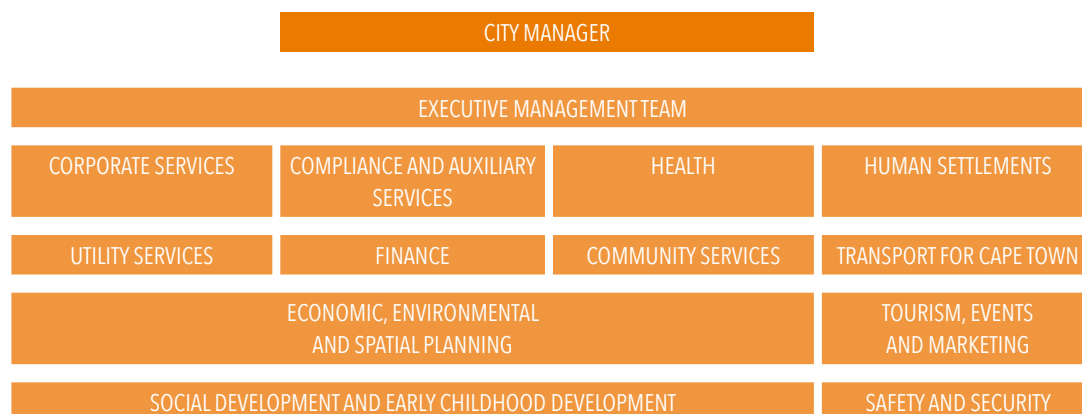 CITY MANAGER
EXECUTIVE MANAGEMENT TEAM
CORPORATE SERVICES
COMPLIANCE AND AUXILIARY
SERVICES
HEALTH
HUMAN SETTLEMENTS
UTILITY SERVICES
FINANCE
COMMUNITY SERVICES
TRANSPORT FOR CAPE TOWN
ECONOMIC, ENVIRONMENTAL
AND SPATIAL PLANNING
TOURISM, EVENTS
AND MARKETING
SOCIAL DEVELOPMENT AND EARLY CHILDHOOD DEVELOPMENT
SAFETY AND SECURITY